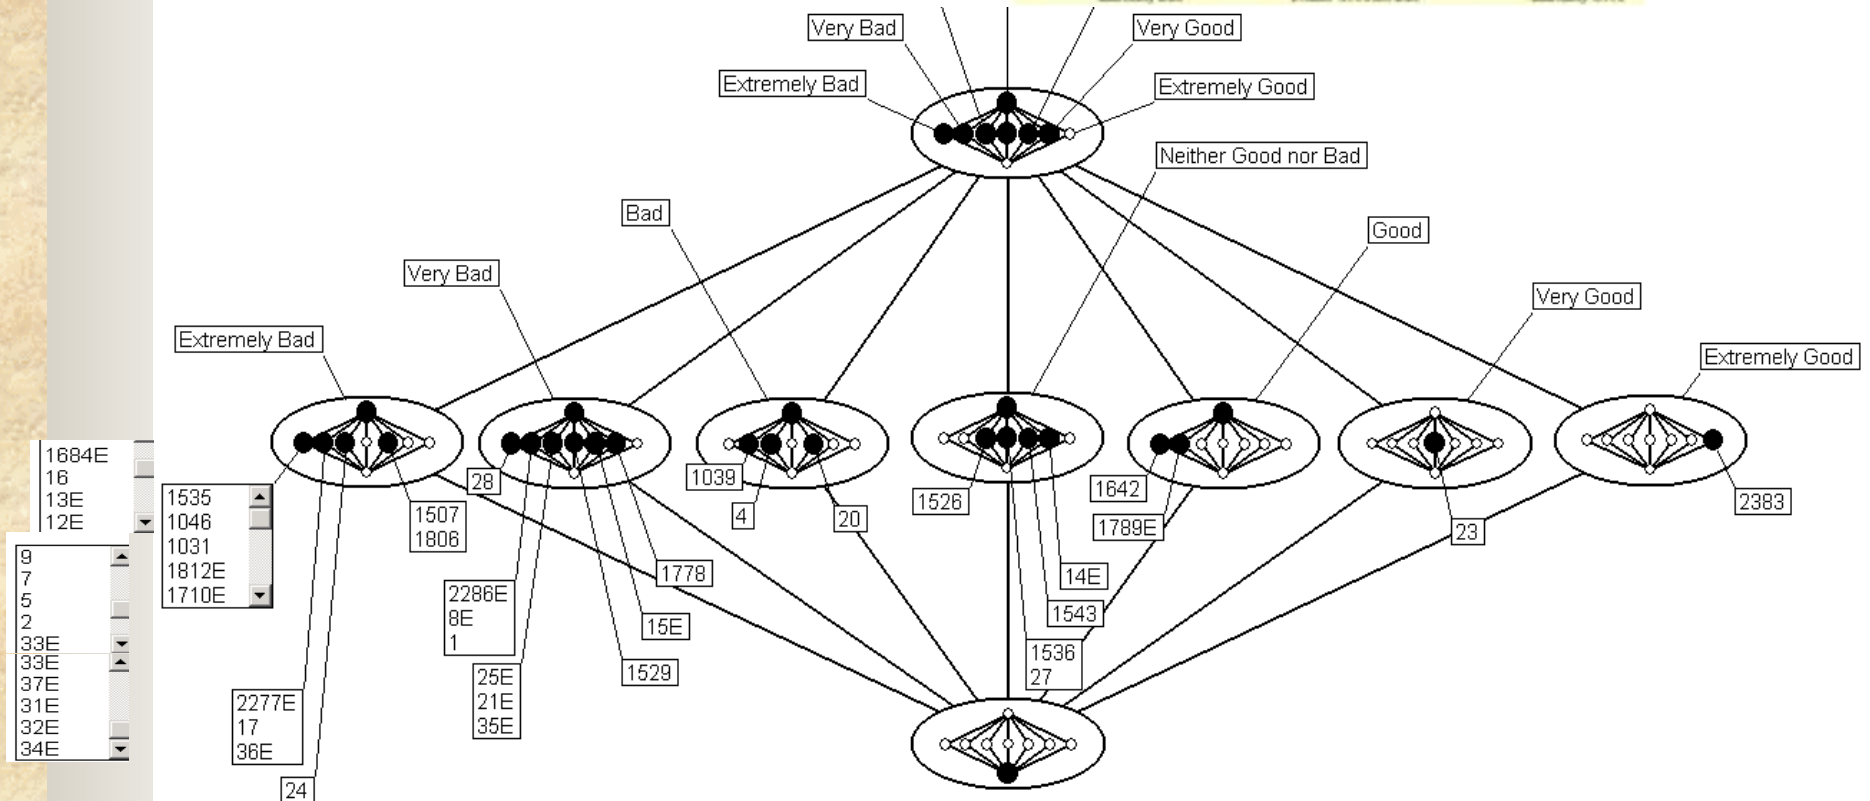 Very Bad
Very Good
Extremely Bad
Extremely Good
Neither Good nor Bad
Bad
Good
Very Bad
Very Good
Extremely Bad
Extremely Good
1684E
16
13E
12E
1535
1046
1031
1812E
1710E
9
7
5
2
33E
33E
37E
31E
32E
34E
2277E
17
36E
24
1507
1806
28
2286E
8E
1
25E
21E
35E
1529
15E
1778
1039
4
20
1526
1536
27
1543
14E
1642
1789E
23
2383